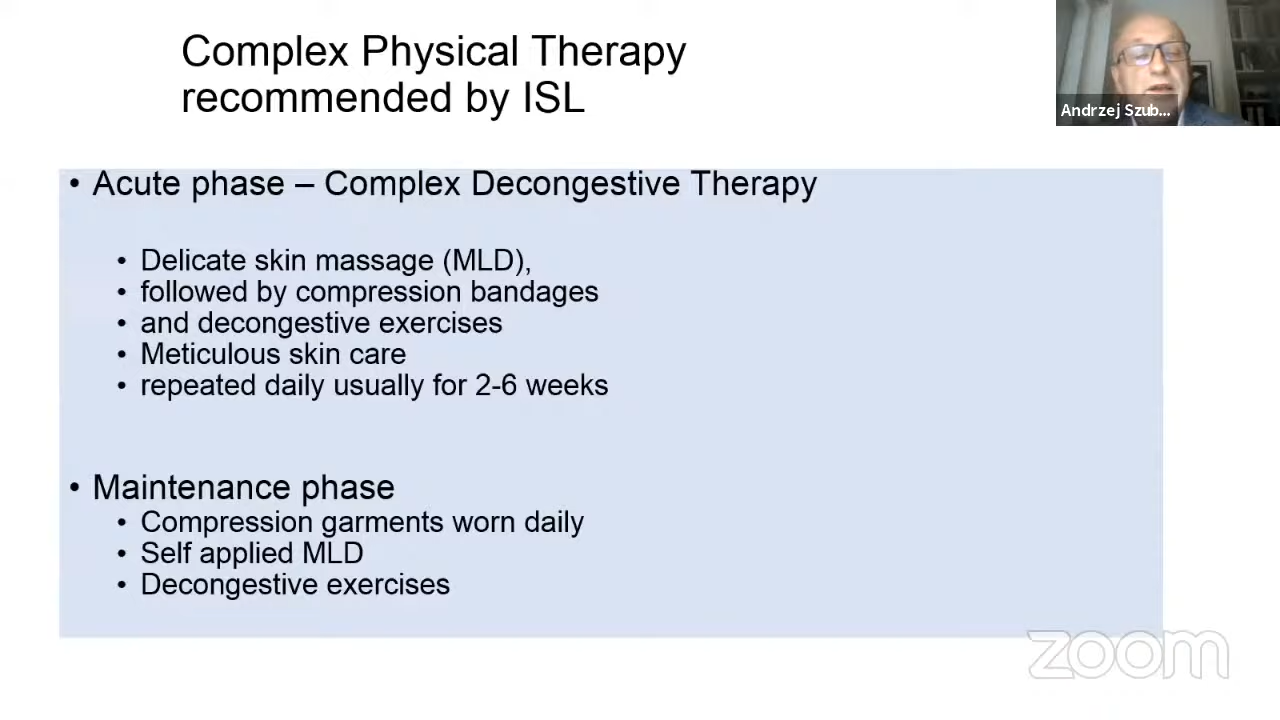 Complex Physical Therapy
recommended by ISL
Andrzej Szub...
• Acute phase – Complex Decongestive Therapy
• Delicate skin massage (MLD),
• followed by compression bandages
• and decongestive exercises
• Meticulous skin care
• repeated daily usually for 2-6 weeks
• Maintenance phase
• Compression garments worn daily
• Self applied MLD
• Decongestive exercises
zoom